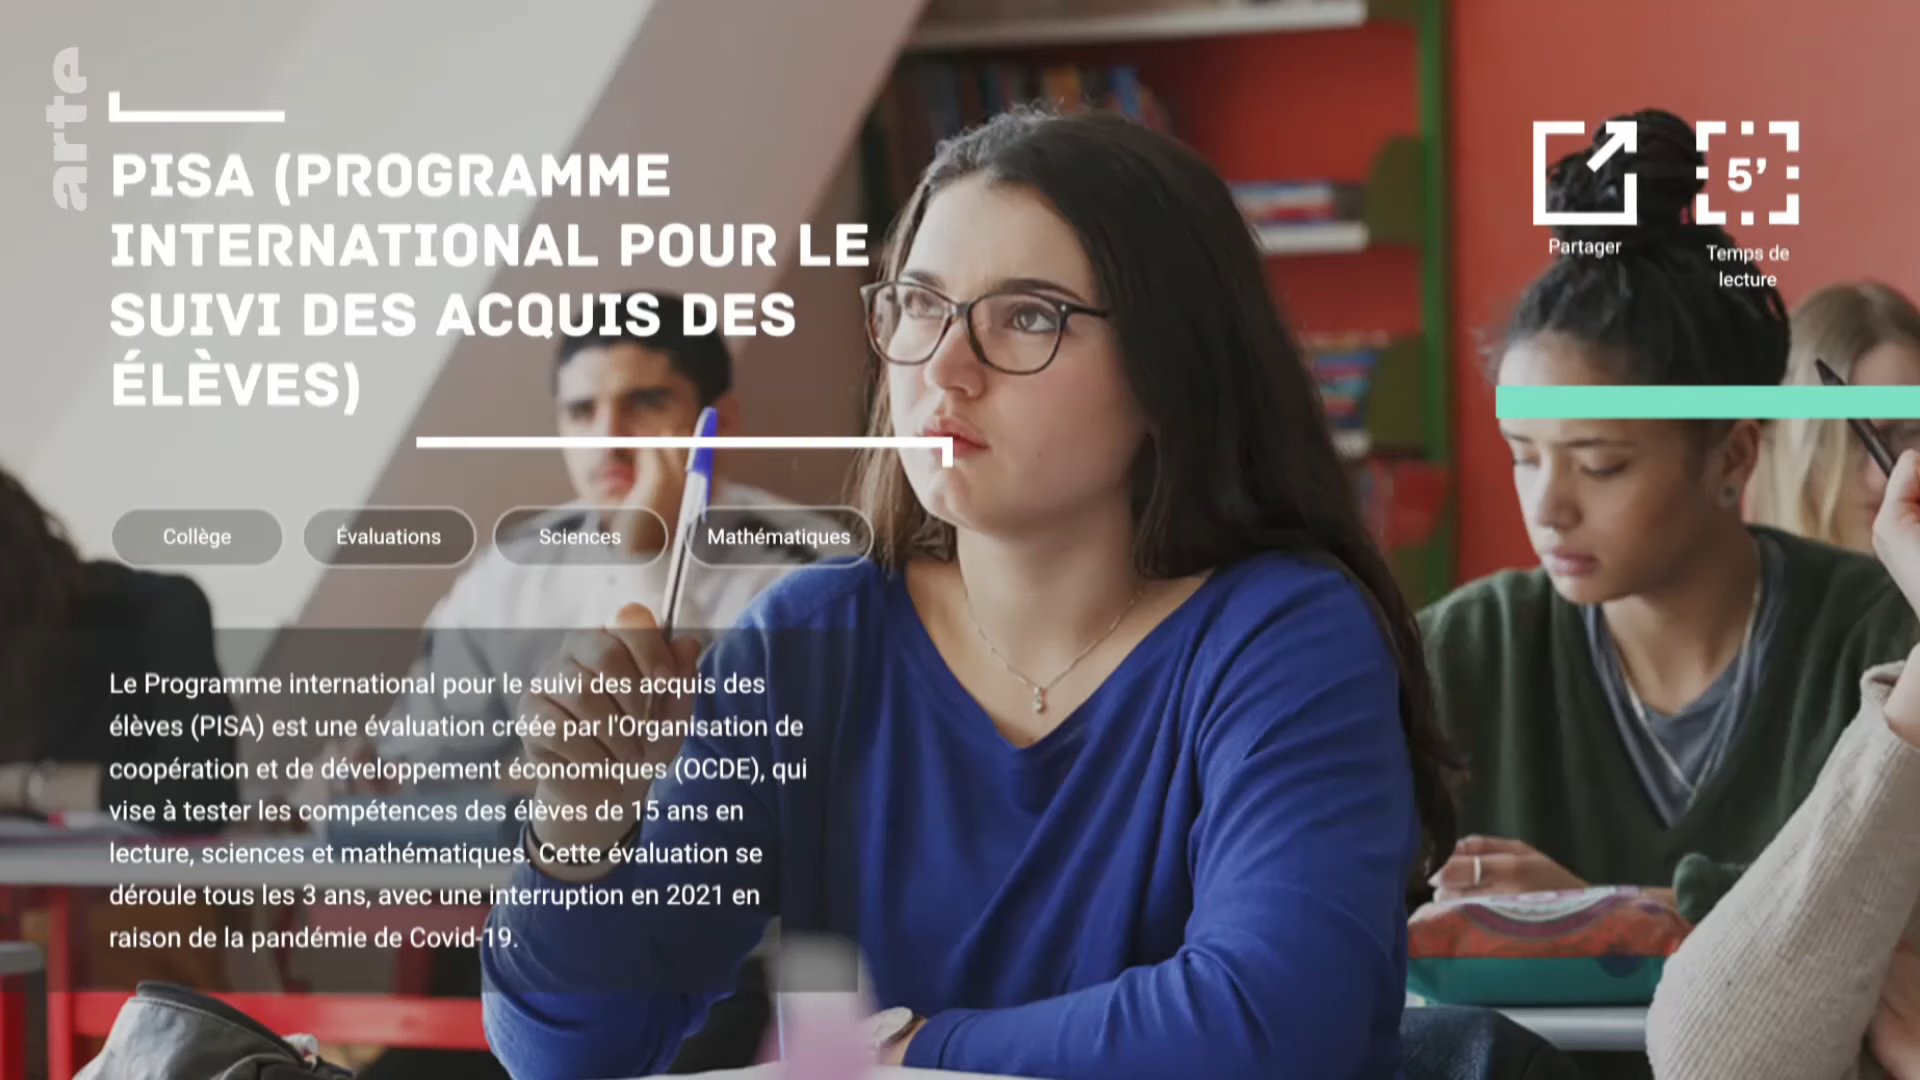 arte
PISA (PROGRAMME
INTERNATIONAL POUR LE
SUIVI DES ACQUIS DES
ÉLÈVES)
5'
Partager
Temps de
lecture
Collège
Évaluations
Sciences
Mathématiques
Le Programme international pour le suivi des acquis des
élèves (PISA) est une évaluation créée par l'Organisation de
coopération et de développement économiques (OCDE), qui
vise à tester les compétences des élèves de 15 ans en
lecture, sciences et mathématiques. Cette évaluation se
déroule tous les 3 ans, avec une interruption en 2021 en
raison de la pandémie de Covid-19.